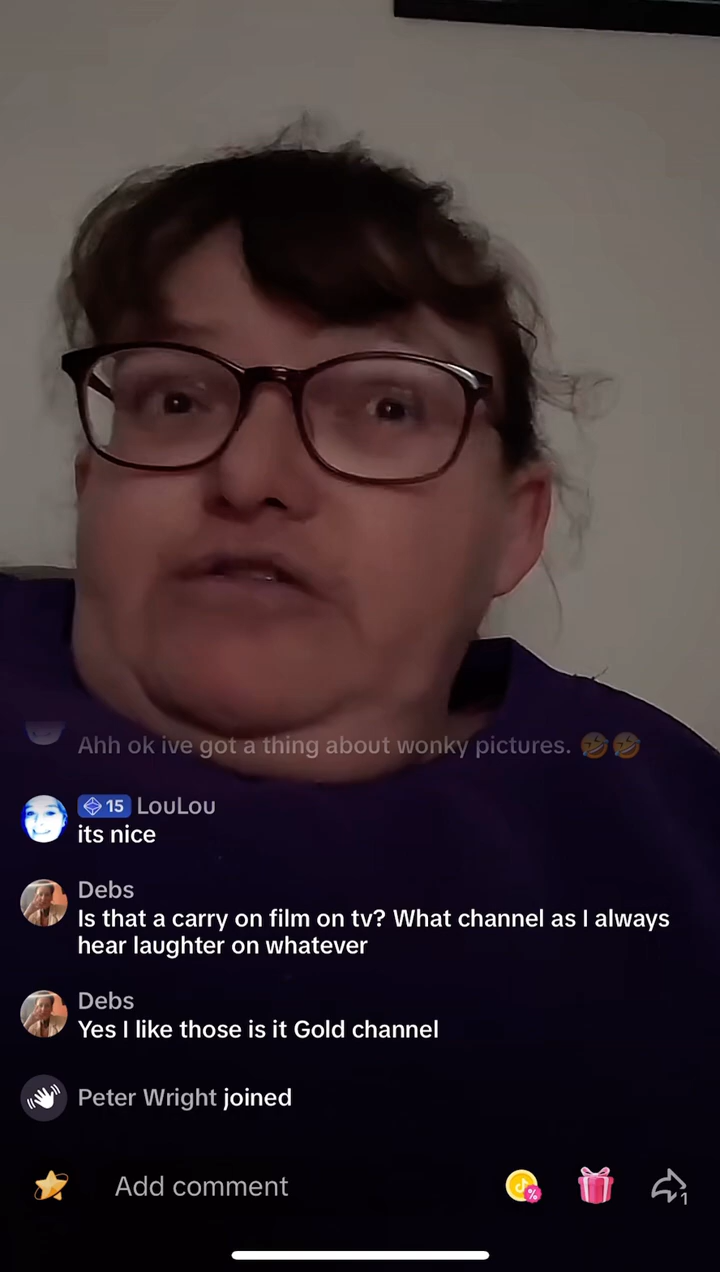 Ahh ok ive got a thing about wonky pictures. 🤣🤣
15 LouLou
its nice
Debs
Is that a carry on film on tv? What channel as I always
hear laughter on whatever
Debs
Yes I like those is it Gold channel
Peter Wright joined
Add comment
%
1